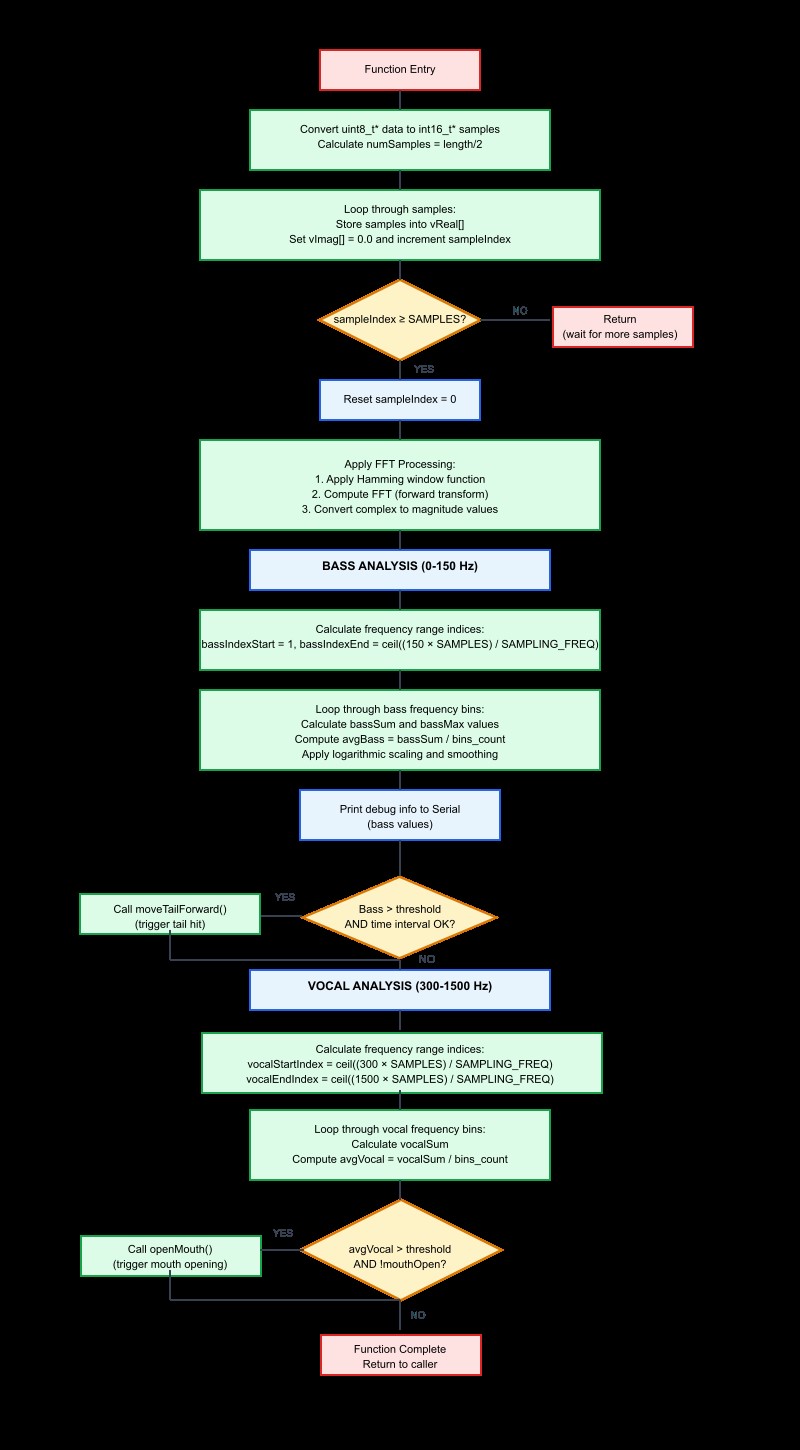 Function Entry
Convert uint8_t* data to int16_t* samples
Calculate numSamples = length/2
Loop through samples:
Store samples into vReal[]
Set vImag[] = 0.0 and increment sampleIndex
sampleIndex ≥ SAMPLES?
NO
Return
(wait for more samples)
YES
Reset sampleIndex = 0
Apply FFT Processing:
1. Apply Hamming window function
2. Compute FFT (forward transform)
3. Convert complex to magnitude values
BASS ANALYSIS (0-150 Hz)
Calculate frequency range indices:
bassIndexStart = 1, bassIndexEnd = ceil((150 × SAMPLES) / SAMPLING_FREQ)
Loop through bass frequency bins:
Calculate bassSum and bassMax values
Compute avgBass = bassSum / bins_count
Apply logarithmic scaling and smoothing
Print debug info to Serial
(bass values)
YES
Call moveTailForward()
(trigger tail hit)
Bass > threshold
AND time interval OK?
NO
VOCAL ANALYSIS (300-1500 Hz)
Calculate frequency range indices:
vocalStartIndex = ceil((300 × SAMPLES) / SAMPLING_FREQ)
vocalEndIndex = ceil((1500 × SAMPLES) / SAMPLING_FREQ)
Loop through vocal frequency bins:
Calculate vocalSum
Compute avgVocal = vocalSum / bins_count
YES
Call openMouth()
(trigger mouth opening)
avgVocal > threshold
AND !mouthOpen?
NO
Function Complete
Return to caller